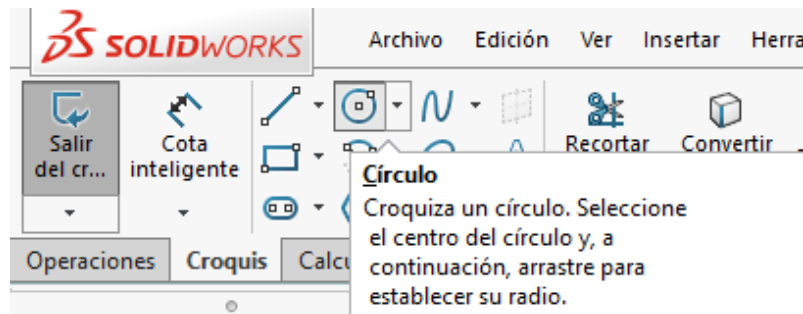 SOLIDWORKS Archivo Edición Ver Insertar Herra
Salir del cr...
Cota inteligente
Recortar
Convertir
Operaciones Croquis Calcu
Círculo
Croquiza un círculo. Seleccione
el centro del círculo y, a
continuación, arrastre para
establecer su radio.